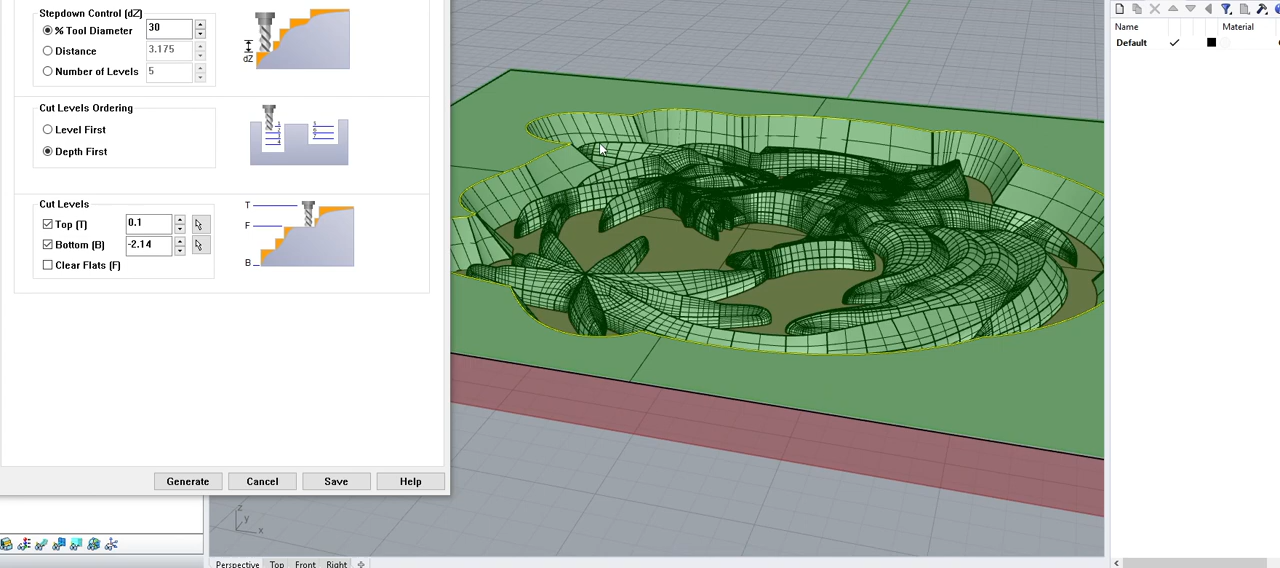 Stepdown Control (dZ)
% Tool Diameter 30
Distance 3.175
Number of Levels 5
dZ
Cut Levels Ordering
Level First
Depth First
Cut Levels
Top (T) 0.1
Bottom (B) -2.14
Clear Flats (F)
T
F
B
Generate Cancel Save Help
z
y
x
Perspective Top Front Right
Name Material
Default